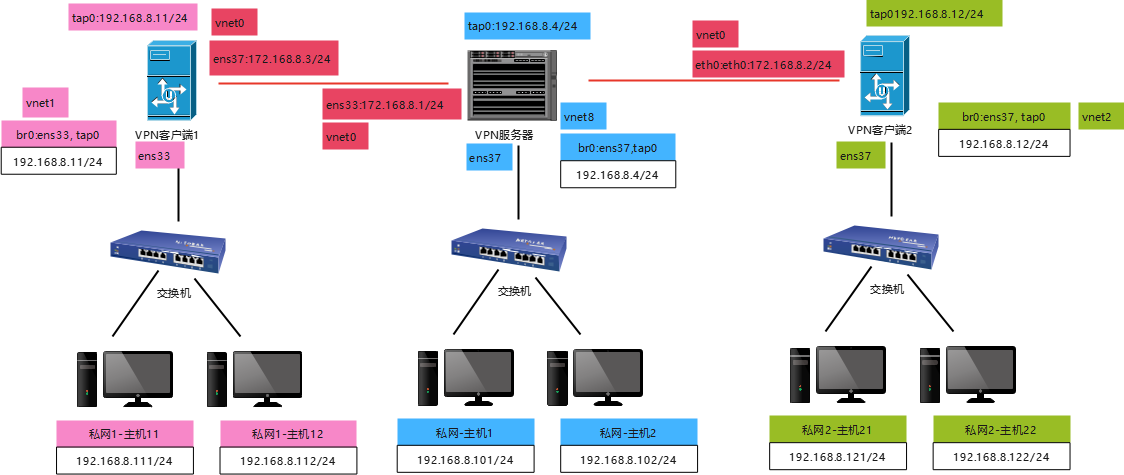 tap0:192.168.8.11/24
vnet0
ens37:172.168.8.3/24
VPN客户端1
vnet1
br0:ens33, tap0
192.168.8.11/24
ens33
交换机
私网1-主机11
192.168.8.111/24
私网1-主机12
192.168.8.112/24
tap0:192.168.8.4/24
ens33:172.168.8.1/24
vnet0
VPN服务器
vnet8
br0:ens37,tap0
192.168.8.4/24
ens37
交换机
私网-主机1
192.168.8.101/24
私网-主机2
192.168.8.102/24
tap0192.168.8.12/24
vnet0
eth0:eth0:172.168.8.2/24
VPN客户端2
br0:ens37, tap0
vnet2
192.168.8.12/24
ens37
交换机
私网2-主机21
192.168.8.121/24
私网2-主机22
192.168.8.122/24